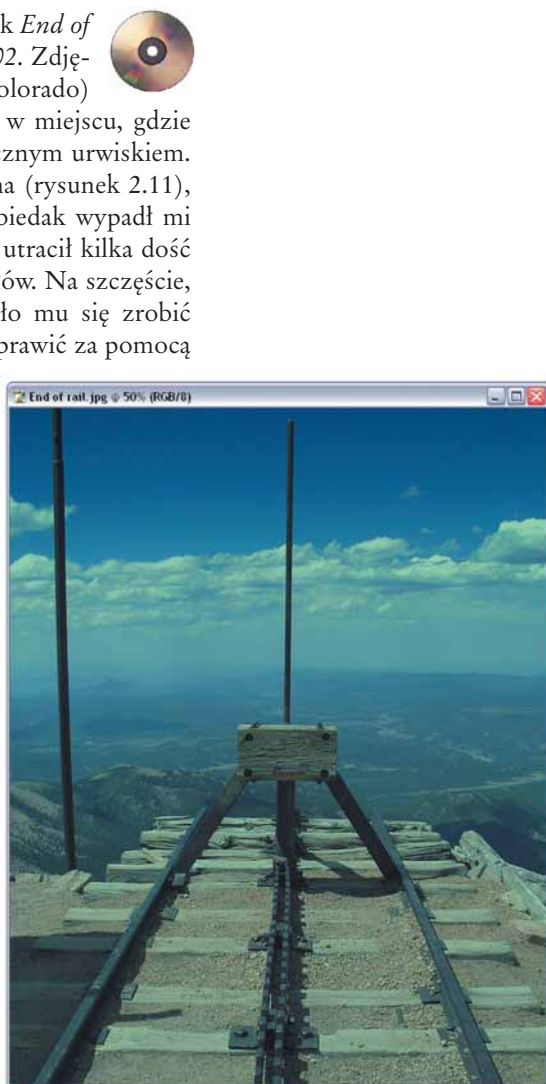 k End of
02. Zdję-
olorado)
w miejscu, gdzie
cznym urwiskiem.
na (rysunek 2.11),
biedak wypadł mi
utracił kilka dość
ów. Na szczęście,
ło mu się zrobić
prawić za pomocą
End of rail.jpg @ 50% (RGB/8)